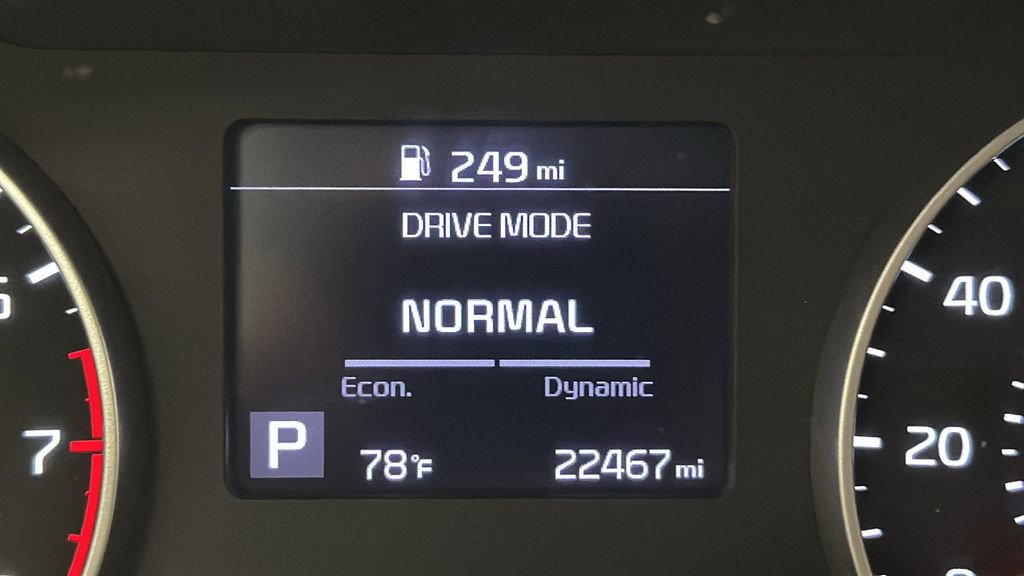 249 mi
DRIVE MODE
NORMAL
Econ. Dynamic
P 78°F 22467 mi
7
40
20